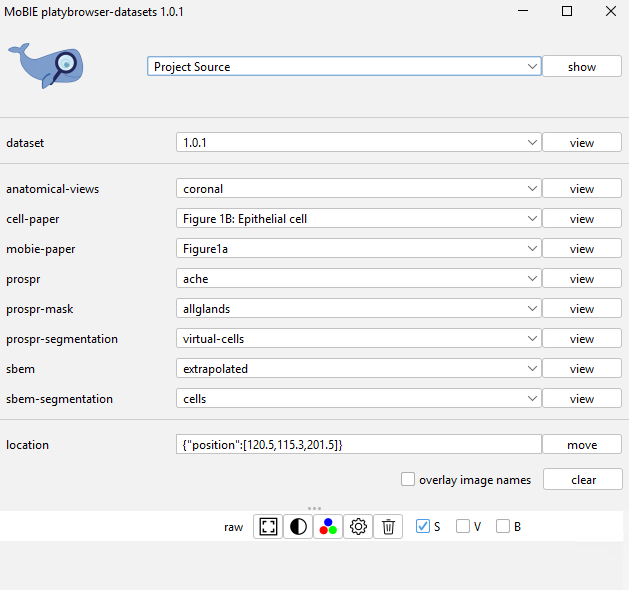 MoBIE platybrowser-datasets 1.0.1
Project Source show
dataset 1.0.1 view
anatomical-views coronal view
cell-paper Figure 1B: Epithelial cell view
mobie-paper Figure1a view
prospr ache view
prospr-mask allglands view
prospr-segmentation virtual-cells view
sbem extrapolated view
sbem-segmentation cells view
location {"position":[120.5,115.3,201.5]} move
overlay image names clear
raw S V B